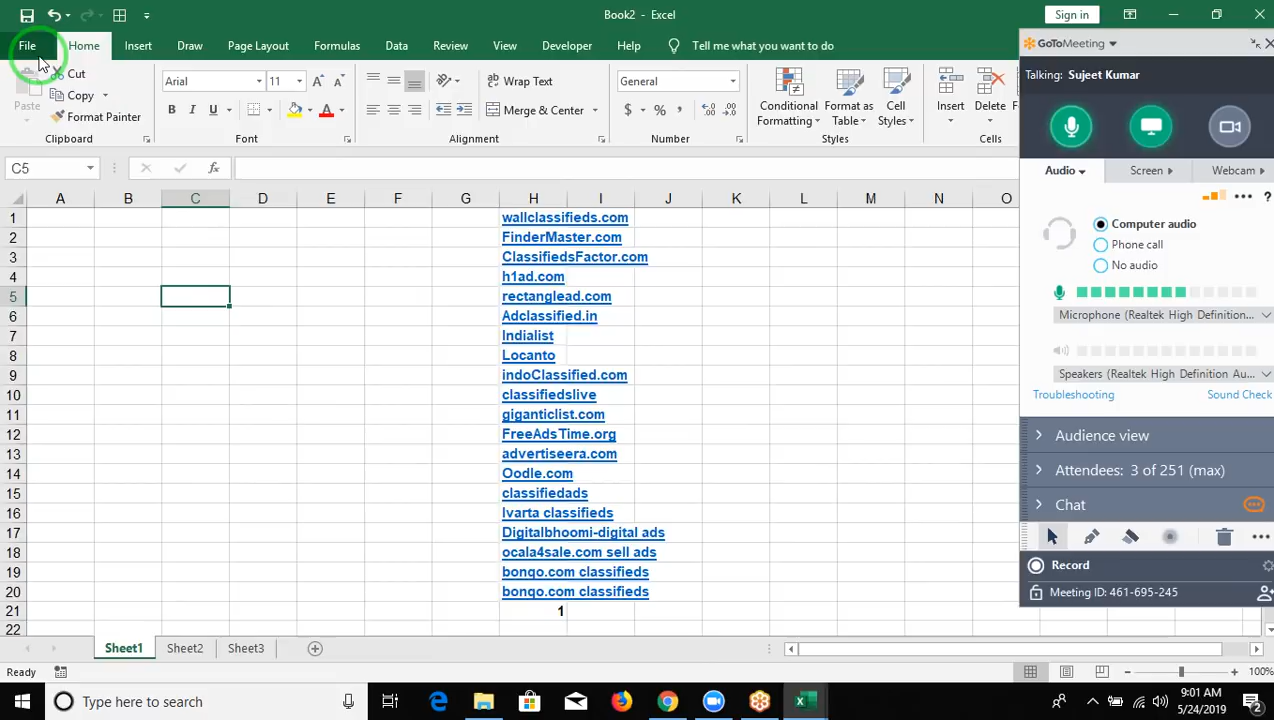 Book2 - Excel
Sign in
File Home Insert Draw Page Layout Formulas Data Review View Developer Help Tell me what you want to do
GoToMeeting
Talking: Sujeet Kumar
Paste
Cut
Copy
Format Painter
Clipboard
Arial 11 A A
B I U A
Font
Wrap Text
Merge & Center
Alignment
General
$ % ,
Number
Conditional Formatting
Format as Table
Cell Styles
Styles
Insert Delete
Cells
C5 fx
Audio Screen Webcam
?
Computer audio
Phone call
No audio
Microphone (Realtek High Definition...
Speakers (Realtek High Definition Au...
Troubleshooting Sound Check
Audience view
Attendees: 3 of 251 (max)
Chat
Record
Meeting ID: 461-695-245
A B C D E F G H I J K L M N O
1 wallclassifieds.com
2 FinderMaster.com
3 ClassifiedsFactor.com
4 h1ad.com
5 rectanglead.com
6 Adclassified.in
7 Indialist
8 Locanto
9 indoClassified.com
10 classifiedslive
11 giganticlist.com
12 FreeAdsTime.org
13 advertiseera.com
14 Oodle.com
15 classifiedads
16 Ivarta classifieds
17 Digitalbhoomi-digital ads
18 ocala4sale.com sell ads
19 bonqo.com classifieds
20 bonqo.com classifieds
21 1
22
Sheet1 Sheet2 Sheet3
Ready
100%
Type here to search
9:01 AM
5/24/2019
2